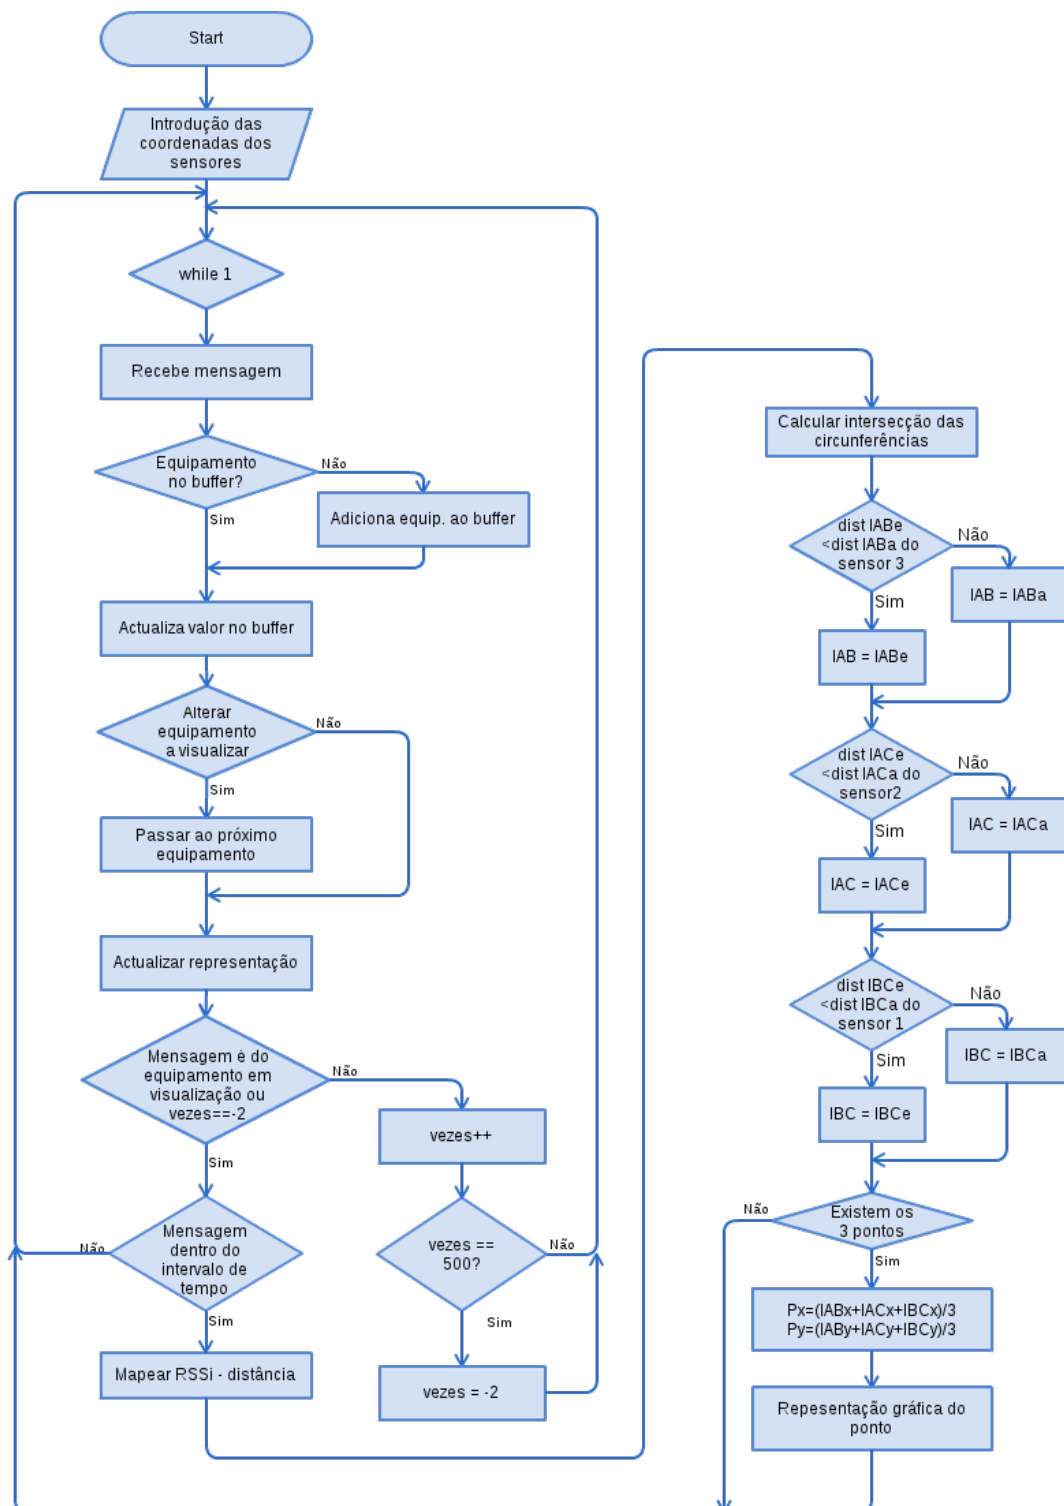 Start
Introdução das
coordenadas dos
sensores
while 1
Recebe mensagem
Equipamento
no buffer?
Não
Sim
Adiciona equip. ao buffer
Actualiza valor no buffer
Alterar
equipamento
a visualizar
Não
Sim
Passar ao próximo
equipamento
Actualizar representação
Mensagem é do
equipamento em
visualização ou
vezes==-2
Não
Sim
vezes++
Mensagem
dentro do
intervalo de
tempo
Não
Sim
vezes ==
500?
Não
Sim
Mapear RSSi - distância
vezes = -2
Calcular intersecção das
circunferências
dist IABe
<dist IABa do
sensor 3
Não
Sim
IAB = IABa
IAB = IABe
dist IACe
<dist IACa do
sensor2
Não
Sim
IAC = IACa
IAC = IACe
dist IBCe
<dist IBCa do
sensor 1
Não
Sim
IBC = IBCa
IBC = IBCe
Existem os
3 pontos
Não
Sim
Px=(IABx+IACx+IBCx)/3
Py=(IABy+IACy+IBCy)/3
Repesentação gráfica do
ponto